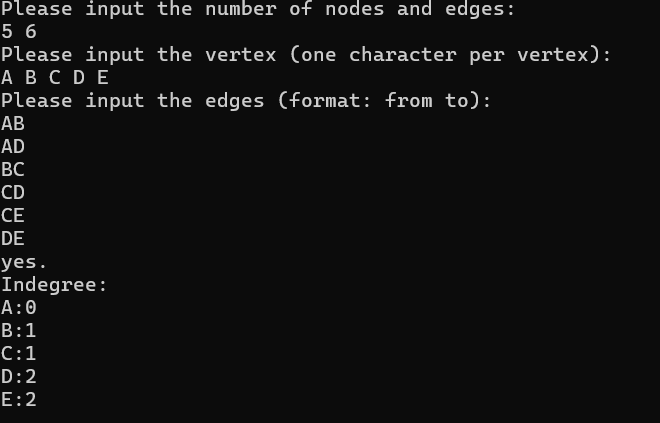 Please input the number of nodes and edges:
5 6
Please input the vertex (one character per vertex):
A B C D E
Please input the edges (format: from to):
AB
AD
BC
CD
CE
DE
yes.
Indegree:
A:0
B:1
C:1
D:2
E:2